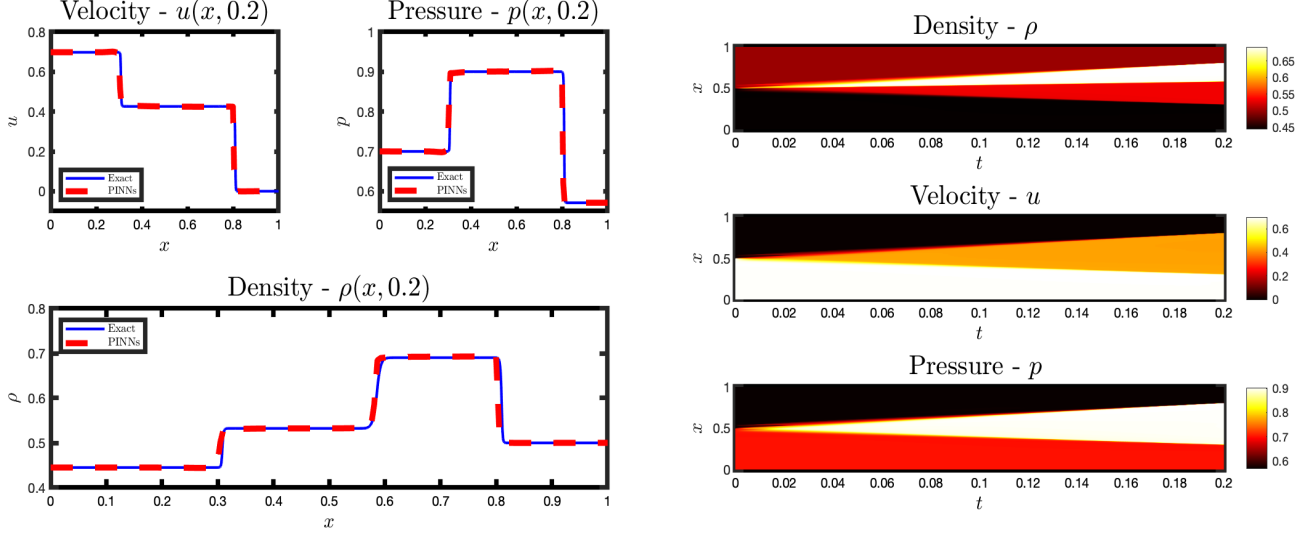 Velocity - u(x, 0.2)
0.8
0.6
0.4
0.2
0
u
Exact
PINNs
0 0.2 0.4 0.6 0.8 1
x
Pressure - p(x, 0.2)
1
0.9
0.8
0.7
0.6
p
Exact
PINNs
0 0.2 0.4 0.6 0.8 1
x
Density - ρ(x, 0.2)
0.8
0.7
0.6
0.5
0.4
ρ
Exact
PINNs
0 0.1 0.2 0.3 0.4 0.5 0.6 0.7 0.8 0.9 1
x
Density - ρ
1
0.5
0
x
0 0.02 0.04 0.06 0.08 0.1 0.12 0.14 0.16 0.18 0.2
t
0.65
0.6
0.55
0.5
0.45
Velocity - u
1
0.5
0
x
0 0.02 0.04 0.06 0.08 0.1 0.12 0.14 0.16 0.18 0.2
t
0.6
0.4
0.2
0
Pressure - p
1
0.5
0
x
0 0.02 0.04 0.06 0.08 0.1 0.12 0.14 0.16 0.18 0.2
t
0.9
0.8
0.7
0.6